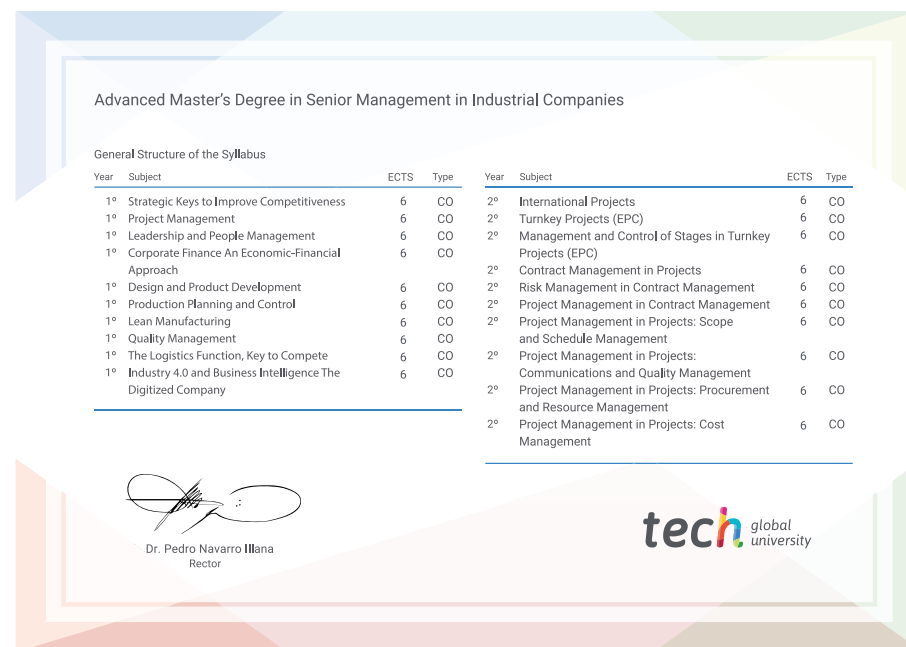 Advanced Master's Degree in Senior Management in Industrial Companies
General Structure of the Syllabus
Year Subject ECTS Type
1º Strategic Keys to Improve Competitiveness 6 CO
1º Project Management 6 CO
1º Leadership and People Management 6 CO
1º Corporate Finance An Economic-Financial 6 CO
Approach
1º Design and Product Development 6 CO
1º Production Planning and Control 6 CO
1º Lean Manufacturing 6 CO
1º Quality Management 6 CO
1º The Logistics Function, Key to Compete 6 CO
1º Industry 4.0 and Business Intelligence The 6 CO
Digitized Company
Year Subject ECTS Type
2º International Projects 6 CO
2º Turnkey Projects (EPC) 6 CO
2º Management and Control of Stages in Turnkey 6 CO
Projects (EPC)
2º Contract Management in Projects 6 CO
2º Risk Management in Contract Management 6 CO
2º Project Management in Contract Management 6 CO
2º Project Management in Projects: Scope 6 CO
and Schedule Management
2º Project Management in Projects: 6 CO
Communications and Quality Management
2º Project Management in Projects: Procurement 6 CO
and Resource Management
2º Project Management in Projects: Cost 6 CO
Management
Dr. Pedro Navarro Illana
Rector
tech global
university